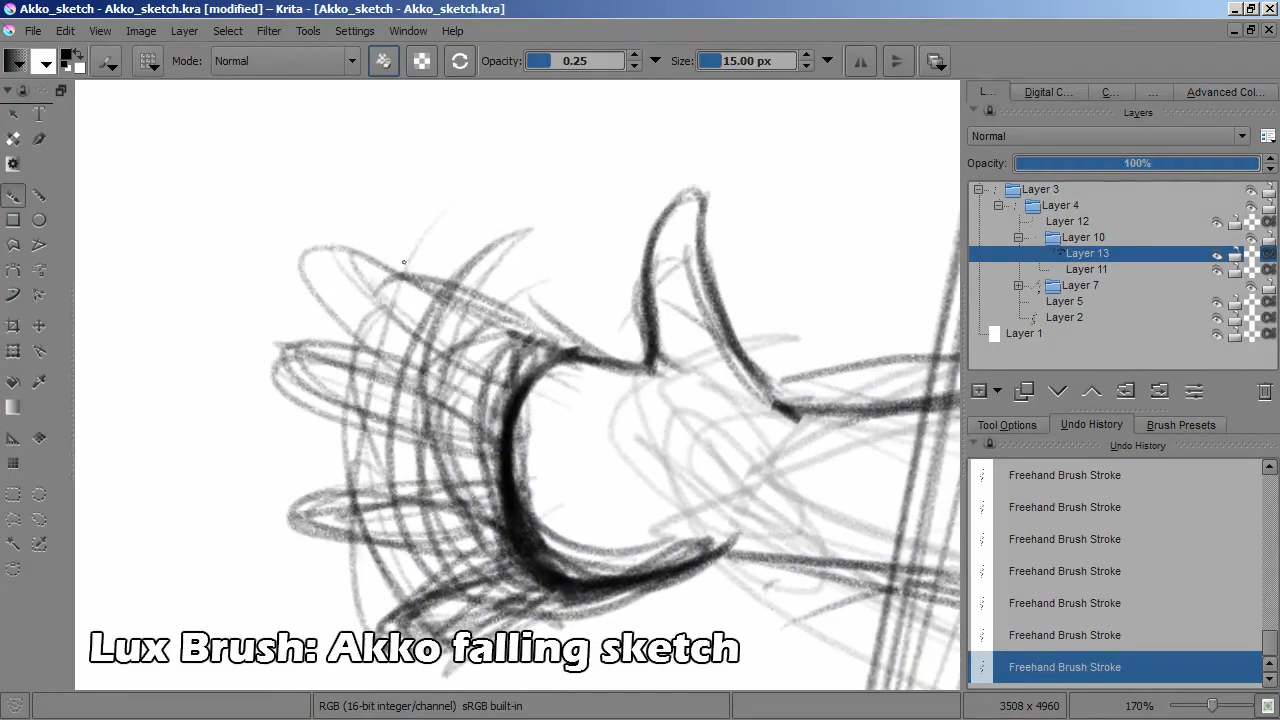 Akko_sketch - Akko_sketch.kra [modified] - Krita - [Akko_sketch - Akko_sketch.kra]
File Edit View Image Layer Select Filter Tools Settings Window Help
Mode: Normal Opacity: 0.25 Size: 15.00 px
L... Digital C... C... ... Advanced Col...
Layers
Normal
Opacity: 100%
Layer 3
Layer 4
Layer 12
Layer 10
Layer 13
Layer 11
Layer 7
Layer 5
Layer 2
Layer 1
Tool Options Undo History Brush Presets
Undo History
Freehand Brush Stroke
Freehand Brush Stroke
Freehand Brush Stroke
Freehand Brush Stroke
Freehand Brush Stroke
Freehand Brush Stroke
Freehand Brush Stroke
Lux Brush: Akko falling sketch
RGB (16-bit integer/channel) sRGB built-in 3508 x 4960 170%